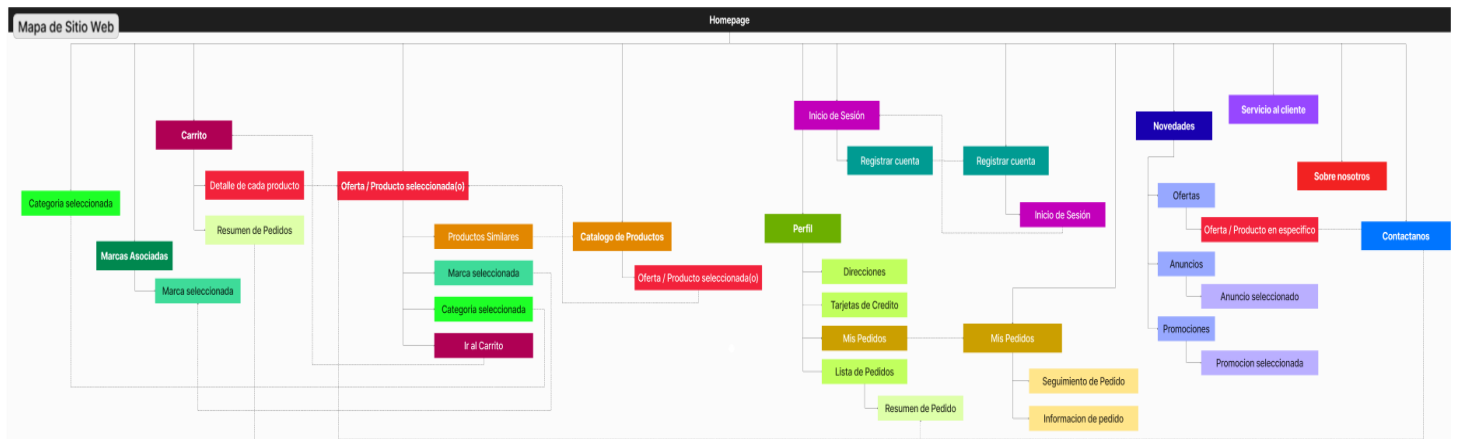 Homepage
Mapa de Sitio Web
Carrito
Detalle de cada producto
Resumen de Pedidos
Categoria seleccionada
Marcas Asociadas
Marca seleccionada
Oferta / Producto seleccionada(o)
Productos Similares
Marca seleccionada
Categoria seleccionada
Ir al Carrito
Catalogo de Productos
Oferta / Producto seleccionada(o)
Inicio de Sesión
Registrar cuenta
Registrar cuenta
Inicio de Sesión
Perfil
Direcciones
Tarjetas de Credito
Mis Pedidos
Lista de Pedidos
Resumen de Pedido
Mis Pedidos
Seguimiento de Pedido
Informacion de pedido
Novedades
Ofertas
Oferta / Producto en especifico
Anuncios
Anuncio seleccionado
Promociones
Promocion seleccionada
Servicio al cliente
Sobre nosotros
Contactanos